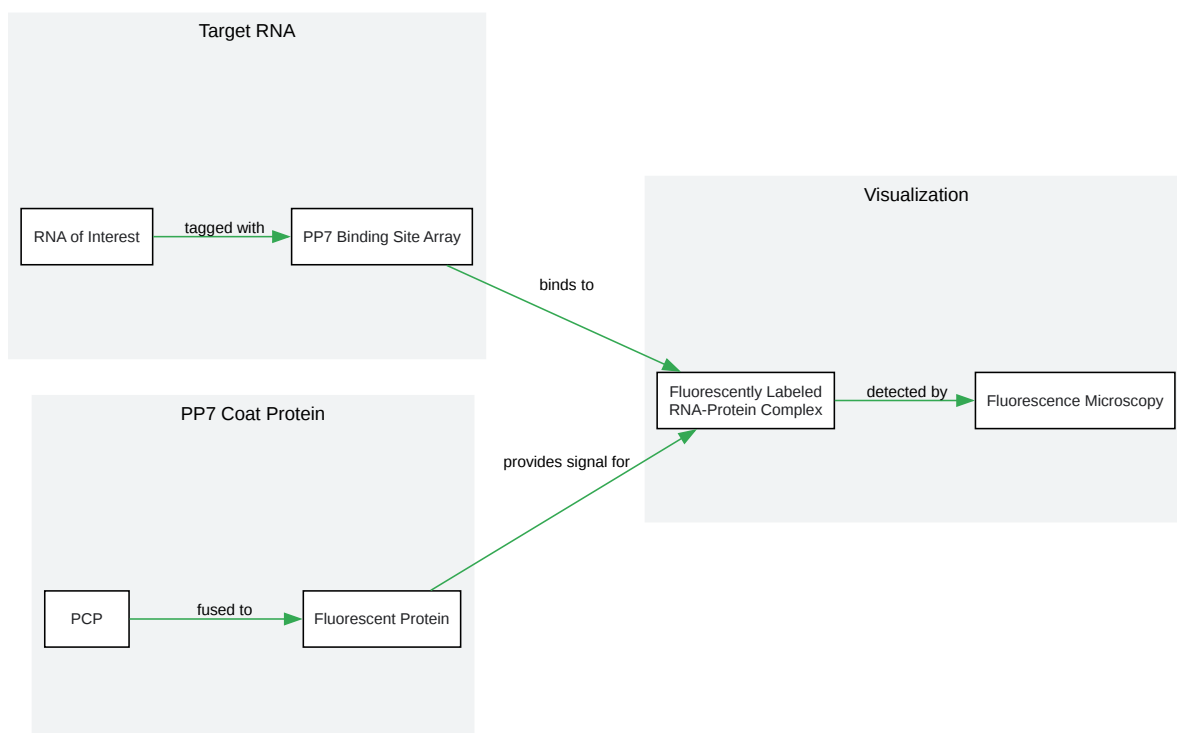 Target RNA
RNA of Interest
tagged with
PP7 Binding Site Array
binds to
PP7 Coat Protein
PCP
fused to
Fluorescent Protein
provides signal for
Visualization
Fluorescently Labeled
RNA-Protein Complex
detected by
Fluorescence Microscopy